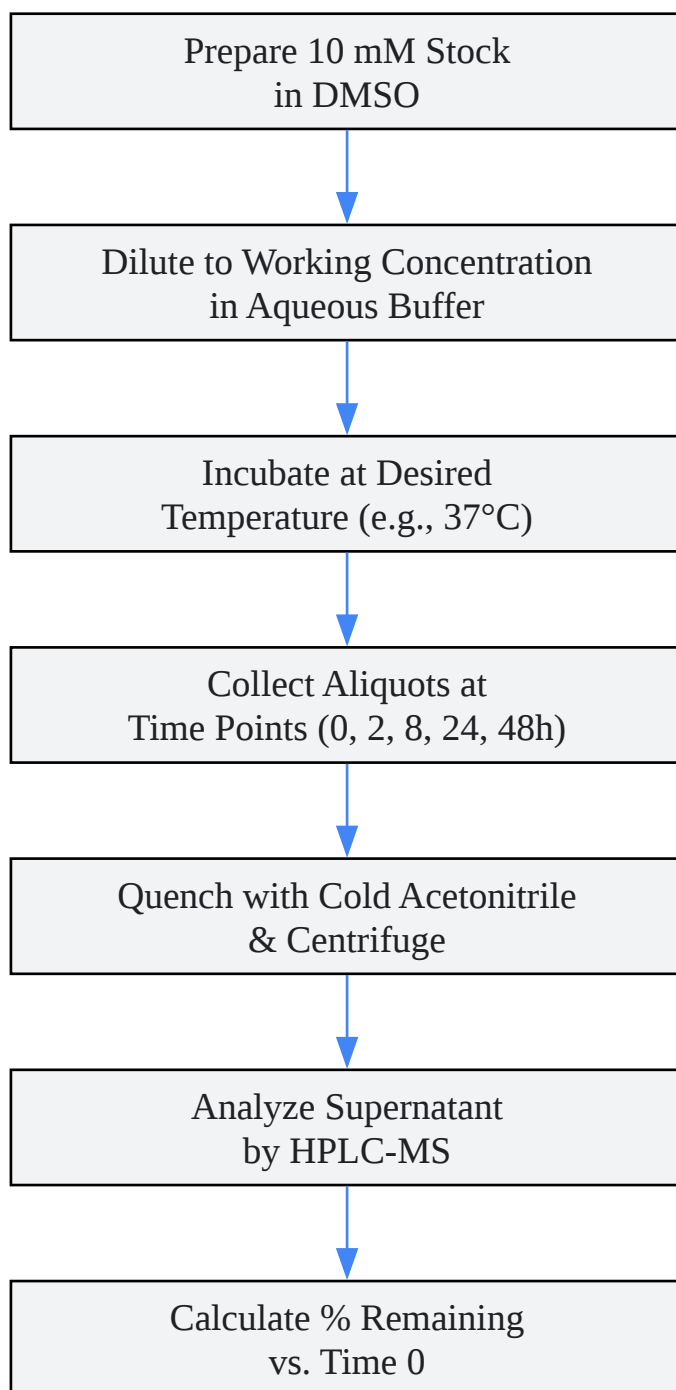 Prepare 10 mM Stock
in DMSO
Dilute to Working Concentration
in Aqueous Buffer
Incubate at Desired
Temperature (e.g., 37°C)
Collect Aliquots at
Time Points (0, 2, 8, 24, 48h)
Quench with Cold Acetonitrile
& Centrifuge
Analyze Supernatant
by HPLC-MS
Calculate % Remaining
vs. Time 0